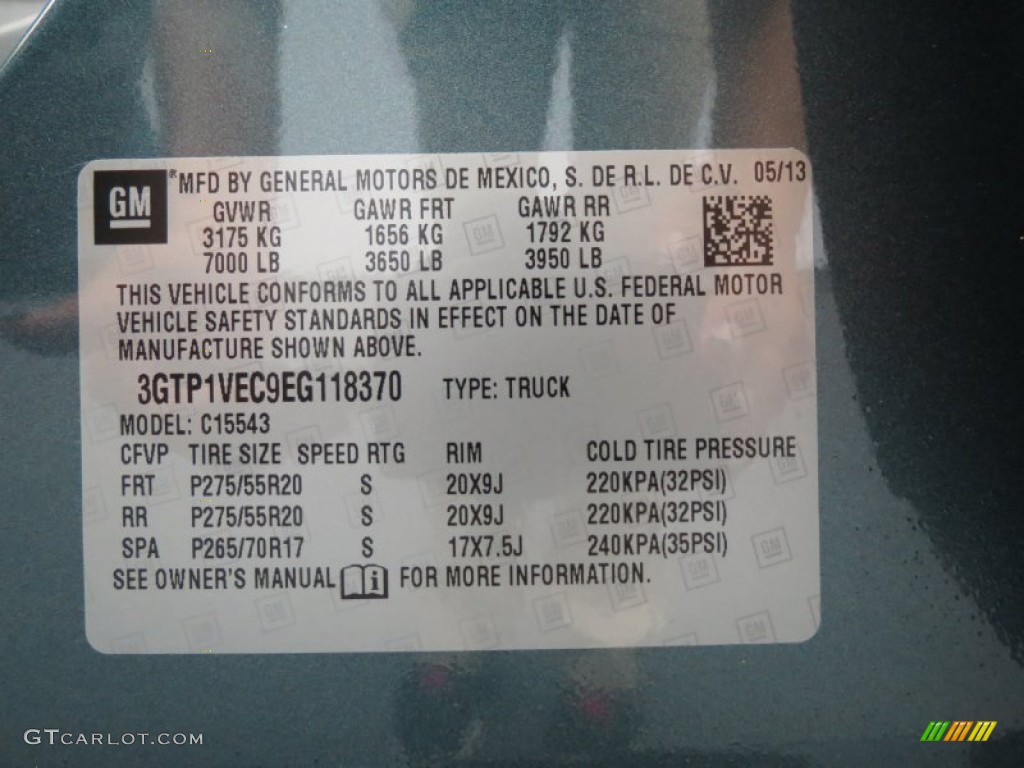 GM ® MFD BY GENERAL MOTORS DE MEXICO, S. DE R.L. DE C.V. 05/13
GVWR GAWR FRT GAWR RR
3175 KG 1656 KG 1792 KG
7000 LB 3650 LB 3950 LB
THIS VEHICLE CONFORMS TO ALL APPLICABLE U.S. FEDERAL MOTOR
VEHICLE SAFETY STANDARDS IN EFFECT ON THE DATE OF
MANUFACTURE SHOWN ABOVE.
3GTP1VEC9EG118370 TYPE: TRUCK
MODEL: C15543
CFVP TIRE SIZE SPEED RTG RIM COLD TIRE PRESSURE
FRT P275/55R20 S 20X9J 220KPA(32PSI)
RR P275/55R20 S 20X9J 220KPA(32PSI)
SPA P265/70R17 S 17X7.5J 240KPA(35PSI)
SEE OWNER'S MANUAL FOR MORE INFORMATION.
GTCARLOT.COM